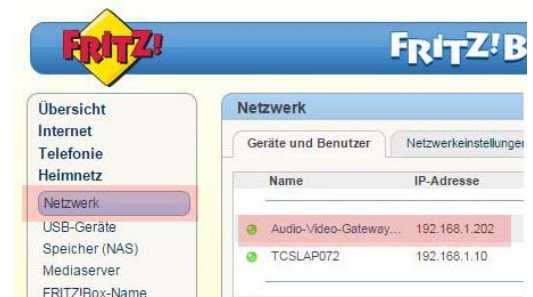 FRITZ!
FRITZ!B
Übersicht
Internet
Telefonie
Heimnetz
Netzwerk
USB-Geräte
Speicher (NAS)
Mediaserver
FRITZ!Box-Name
Netzwerk
Geräte und Benutzer
Netzwerkeinstellungen
Name IP-Adresse
Audio-Video-Gateway... 192.168.1.202
TCSLAP072 192.168.1.10